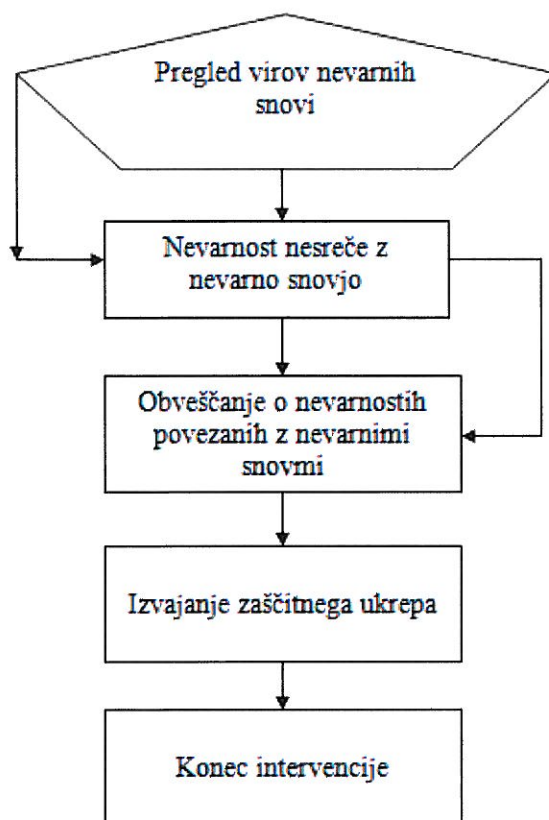 Pregled virov nevarnih
snovi
Nevarnost nesreče z
nevarno snovjo
Obveščanje o nevarnostih
povezanih z nevarnimi
snovmi
Izvajanje zaščitnega ukrepa
Konec intervencije